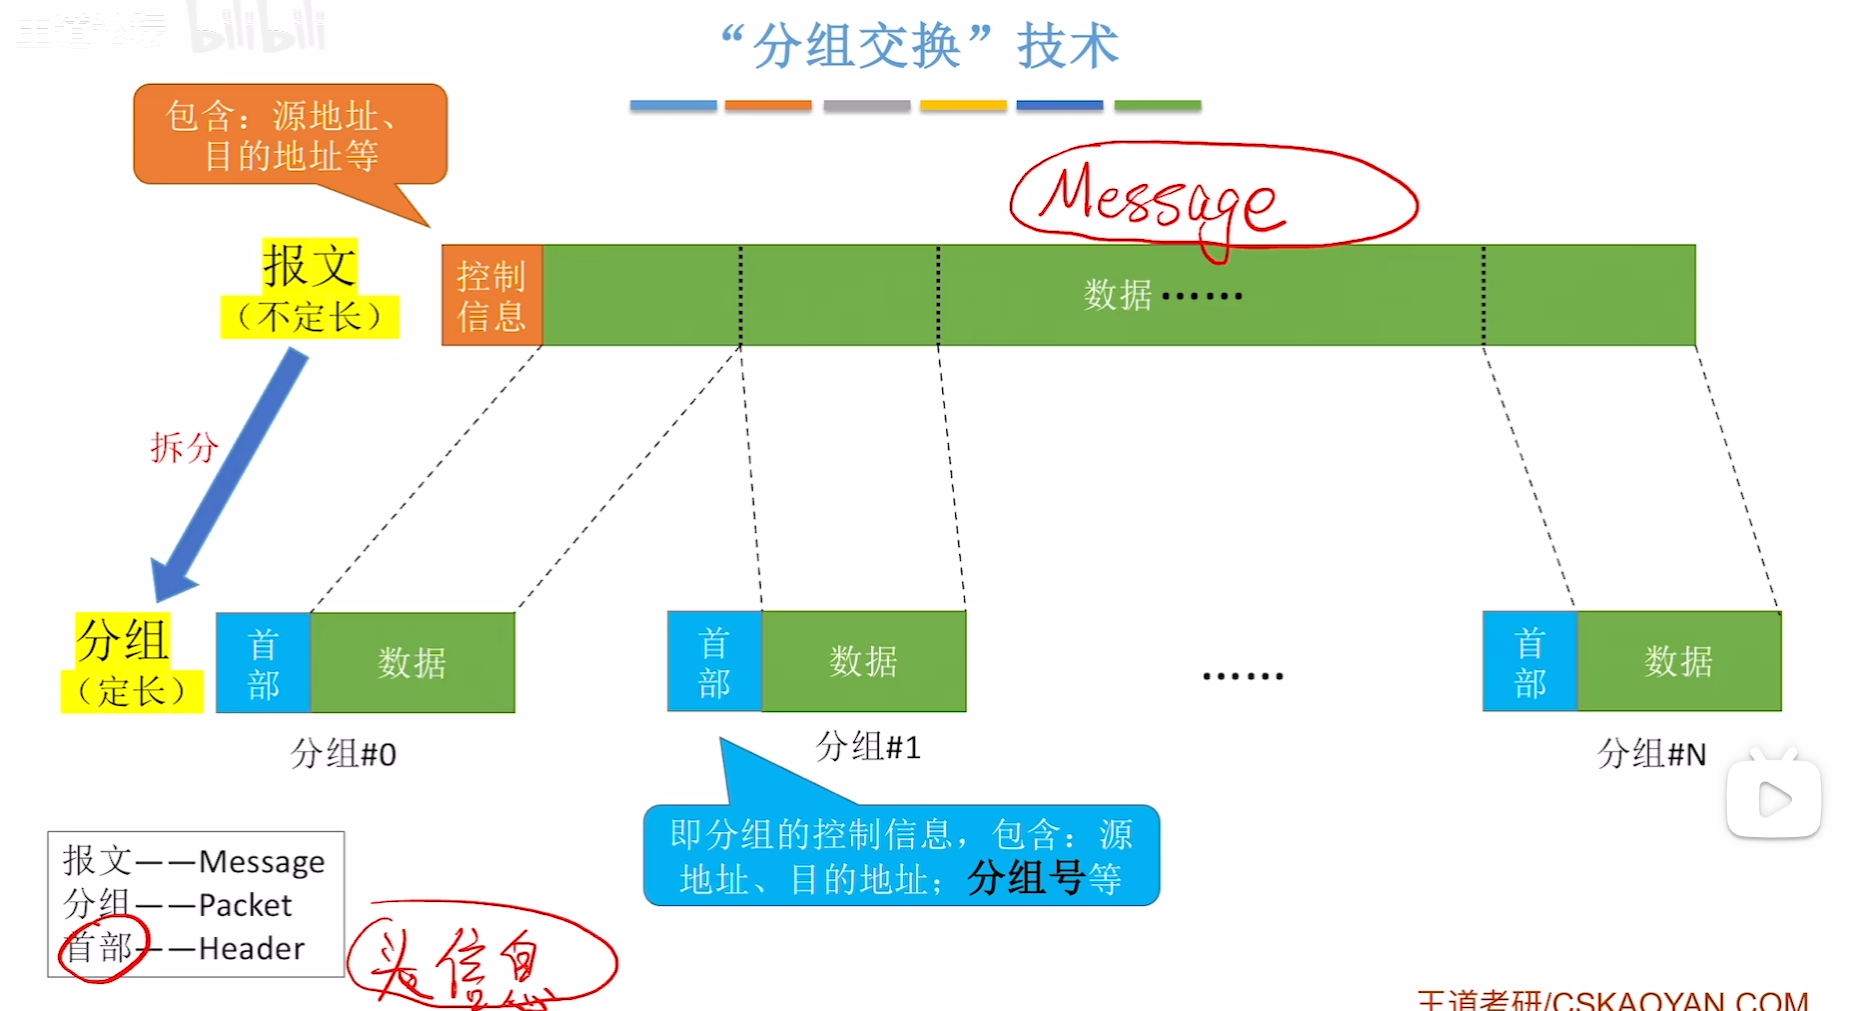 bilibili
“分组交换”技术
包含：源地址、
目的地址等
Message
报文
（不定长）
控制
信息
数据······
拆分
分组
（定长）
首
部
数据
首
部
数据
······
首
部
数据
分组#0
分组#1
分组#N
即分组的控制信息，包含：源
地址、目的地址；分组号等
报文——Message
分组——Packet
首部——Header
头信息
王道考研/CSKAOYAN.COM